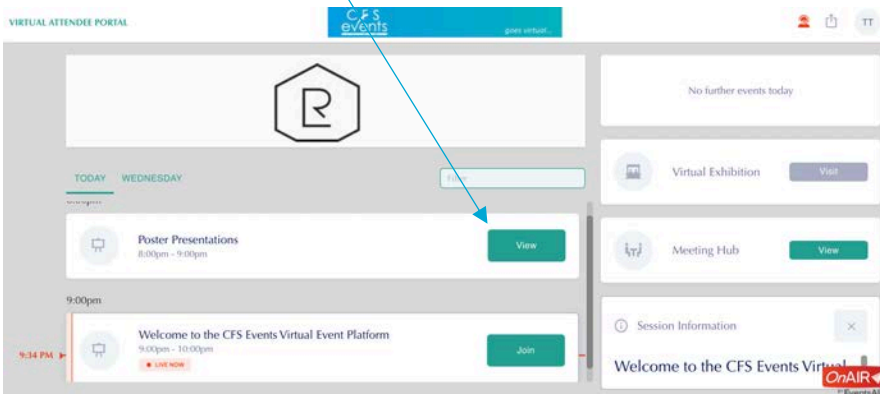 VIRTUAL ATTENDEE PORTAL
CFS
events
goes virtual...
TT
No further events today
TODAY WEDNESDAY
Filter
Virtual Exhibition
Visit
Poster Presentations
8:00pm - 9:00pm
View
Meeting Hub
View
9:00pm
Session Information
Welcome to the CFS Events Virtual Event Platform
9:00pm - 10:00pm
LIVE NOW
Join
9:34 PM
Welcome to the CFS Events Virtual
OnAIR